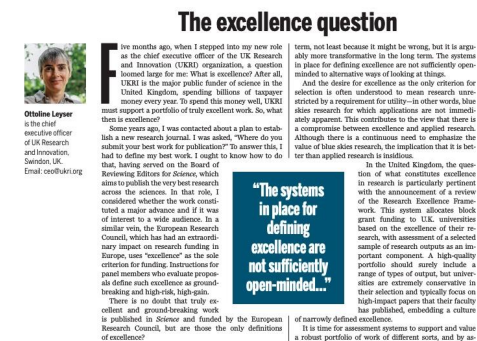 The excellence question
Ottoline Leyser
is the chief
executive officer
of UK Research
and Innovation,
Swindon, UK.
Email: ceo@ukri.org
Five months ago, when I stepped into my new role
as the chief executive officer of the UK Research
and Innovation (UKRI) organization, a question
loomed large for me: What is excellence? After all,
UKRI is the major public funder of science in the
United Kingdom, spending billions of taxpayer
money every year. To spend this money well, UKRI
must support a portfolio of truly excellent work. So, what
then is excellence?
Some years ago, I was contacted about a plan to estab-
lish a new research journal. I was asked, “Where do you
submit your best work for publication?” To answer this, I
had to define my best work. I ought to know how to do
that, having served on the Board of
Reviewing Editors for Science, which
aims to publish the very best research
across the sciences. In that role, I
considered whether the work consti-
tuted a major advance and if it was
of interest to a wide audience. In a
similar vein, the European Research
Council, which has had an extraordi-
nary impact on research funding in
Europe, uses “excellence” as the sole
criterion for funding. Instructions for
panel members who evaluate propos-
als define such excellence as ground-
breaking and high-risk, high-gain.
There is no doubt that truly ex-
cellent and ground-breaking work
is published in Science and funded by the European
Research Council, but are those the only definitions
of excellence?
“The systems
in place for
defining
excellence are
not sufficiently
open-minded...”
term, not least because it might be wrong, but it is argu-
ably more transformative in the long term. The systems
in place for defining excellence are not sufficiently open-
minded to alternative ways of looking at things.
And the desire for excellence as the only criterion for
selection is often understood to mean research unre-
stricted by a requirement for utility—in other words, blue
skies research for which applications are not immedi-
ately apparent. This contributes to the view that there is
a compromise between excellence and applied research.
Although there is a continuous need to emphasize the
value of blue skies research, the implication that it is bet-
ter than applied research is insidious.
In the United Kingdom, the ques-
tion of what constitutes excellence
in research is particularly pertinent
with the announcement of a review
of the Research Excellence Frame-
work. This system allocates block
grant funding to U.K. universities
based on the excellence of their re-
search, with assessment of a selected
sample of research outputs as an im-
portant component. A high-quality
portfolio should surely include a
range of types of output, but univer-
sities are extremely conservative in
their selection and typically focus on
high-impact papers that their faculty
has published, embedding a culture
of narrowly defined excellence.
It is time for assessment systems to support and value
a robust portfolio of work of different sorts, and by as-